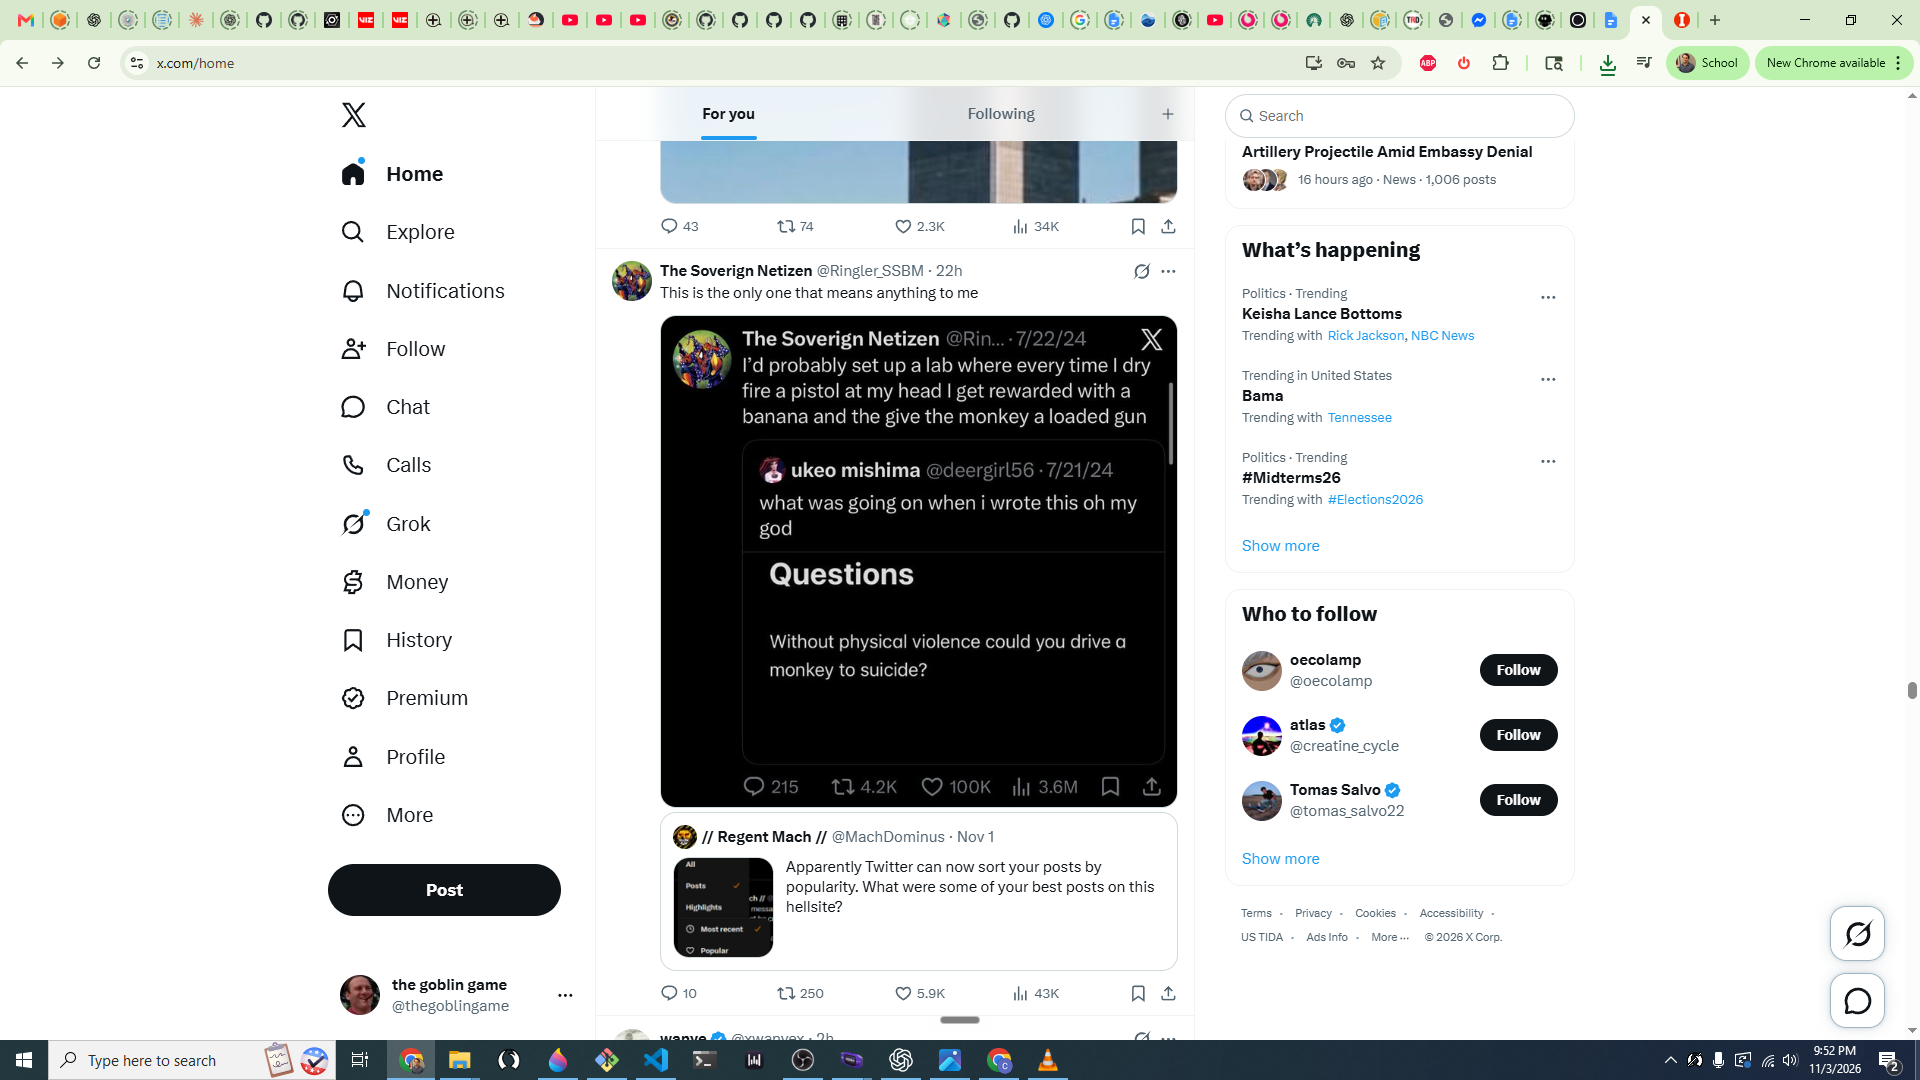 x.com/home
School
New Chrome available
Home
Explore
Notifications
Follow
Chat
Calls
Grok
Money
History
Premium
Profile
More
Post
the goblin game
@thegoblingame
For you
Following
43
74
2.3K
34K
The Soverign Netizen @Ringler_SSBM · 22h
This is the only one that means anything to me
The Soverign Netizen @Rin... · 7/22/24
I'd probably set up a lab where every time I dry
fire a pistol at my head I get rewarded with a
banana and the give the monkey a loaded gun
ukeo mishima @deergirl56 · 7/21/24
what was going on when i wrote this oh my
god
Questions
Without physical violence could you drive a
monkey to suicide?
215
4.2K
100K
3.6M
// Regent Mach // @MachDominus · Nov 1
Apparently Twitter can now sort your posts by
popularity. What were some of your best posts on this
hellsite?
All
Posts
Highlights
Most recent
Popular
10
250
5.9K
43K
wanye @xwanyex · 2h
Search
Artillery Projectile Amid Embassy Denial
16 hours ago · News · 1,006 posts
What's happening
Politics · Trending
Keisha Lance Bottoms
Trending with Rick Jackson, NBC News
Trending in United States
Bama
Trending with Tennessee
Politics · Trending
#Midterms26
Trending with #Elections2026
Show more
Who to follow
oecolamp
@oecolamp
Follow
atlas
@creatine_cycle
Follow
Tomas Salvo
@tomas_salvo22
Follow
Show more
Terms · Privacy · Cookies · Accessibility ·
US TIDA · Ads Info · More ··· © 2026 X Corp.
Type here to search
9:52 PM
11/3/2026
2